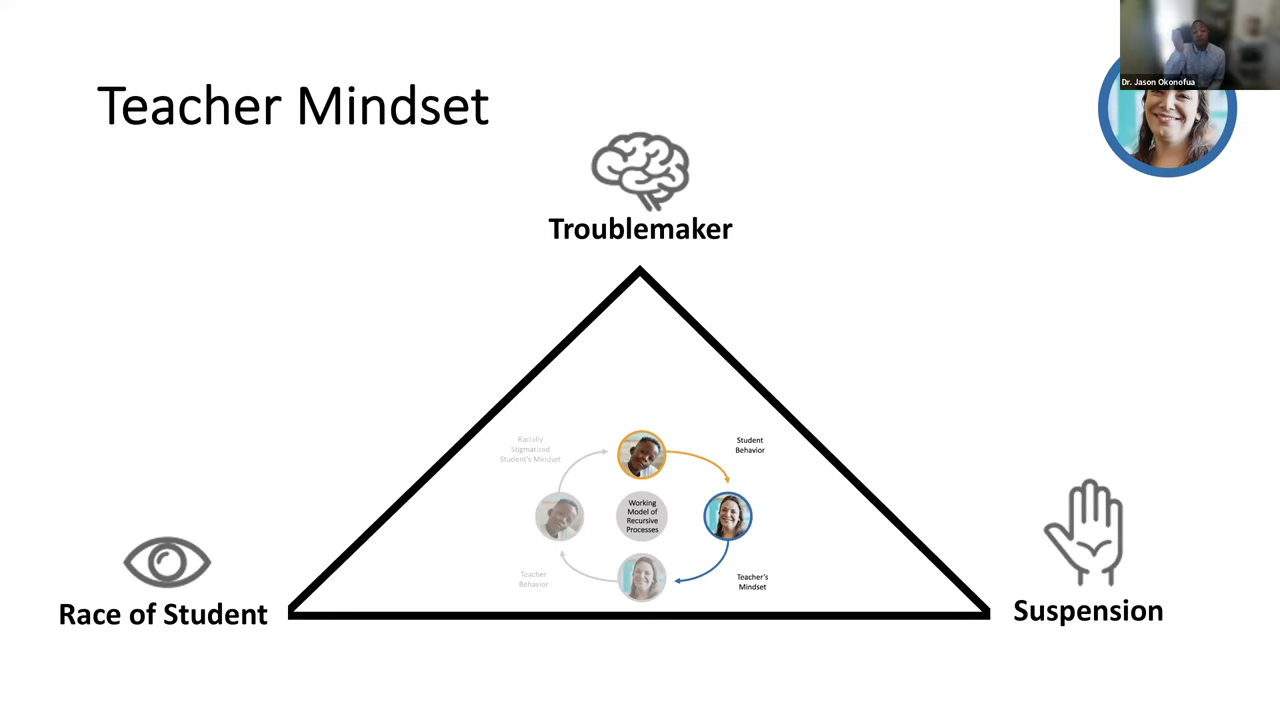 Dr. Jason Okonofua
Teacher Mindset
Troublemaker
Racially
Stigmatized
Student's Mindset
Student
Behavior
Working
Model of
Recursive
Processes
Teacher
Behavior
Teacher's
Mindset
Race of Student
Suspension